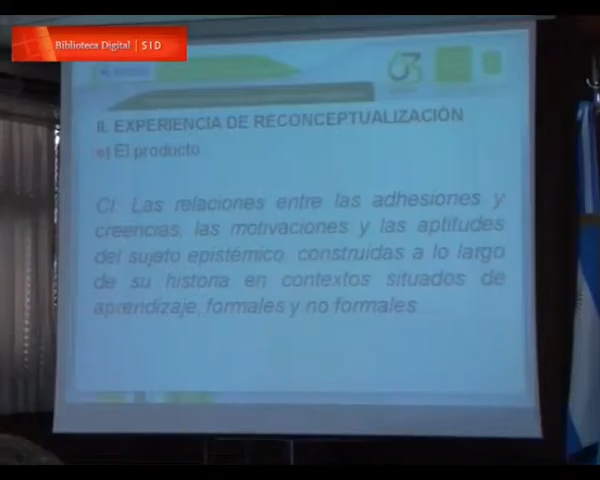 Biblioteca Digital | SID
II. EXPERIENCIA DE RECONCEPTUALIZACIÓN
e) El producto
CI. Las relaciones entre las adhesiones y
creencias, las motivaciones y las aptitudes
del sujeto epistémico construidas a lo largo
de su historia en contextos situados de
aprendizaje, formales y no formales